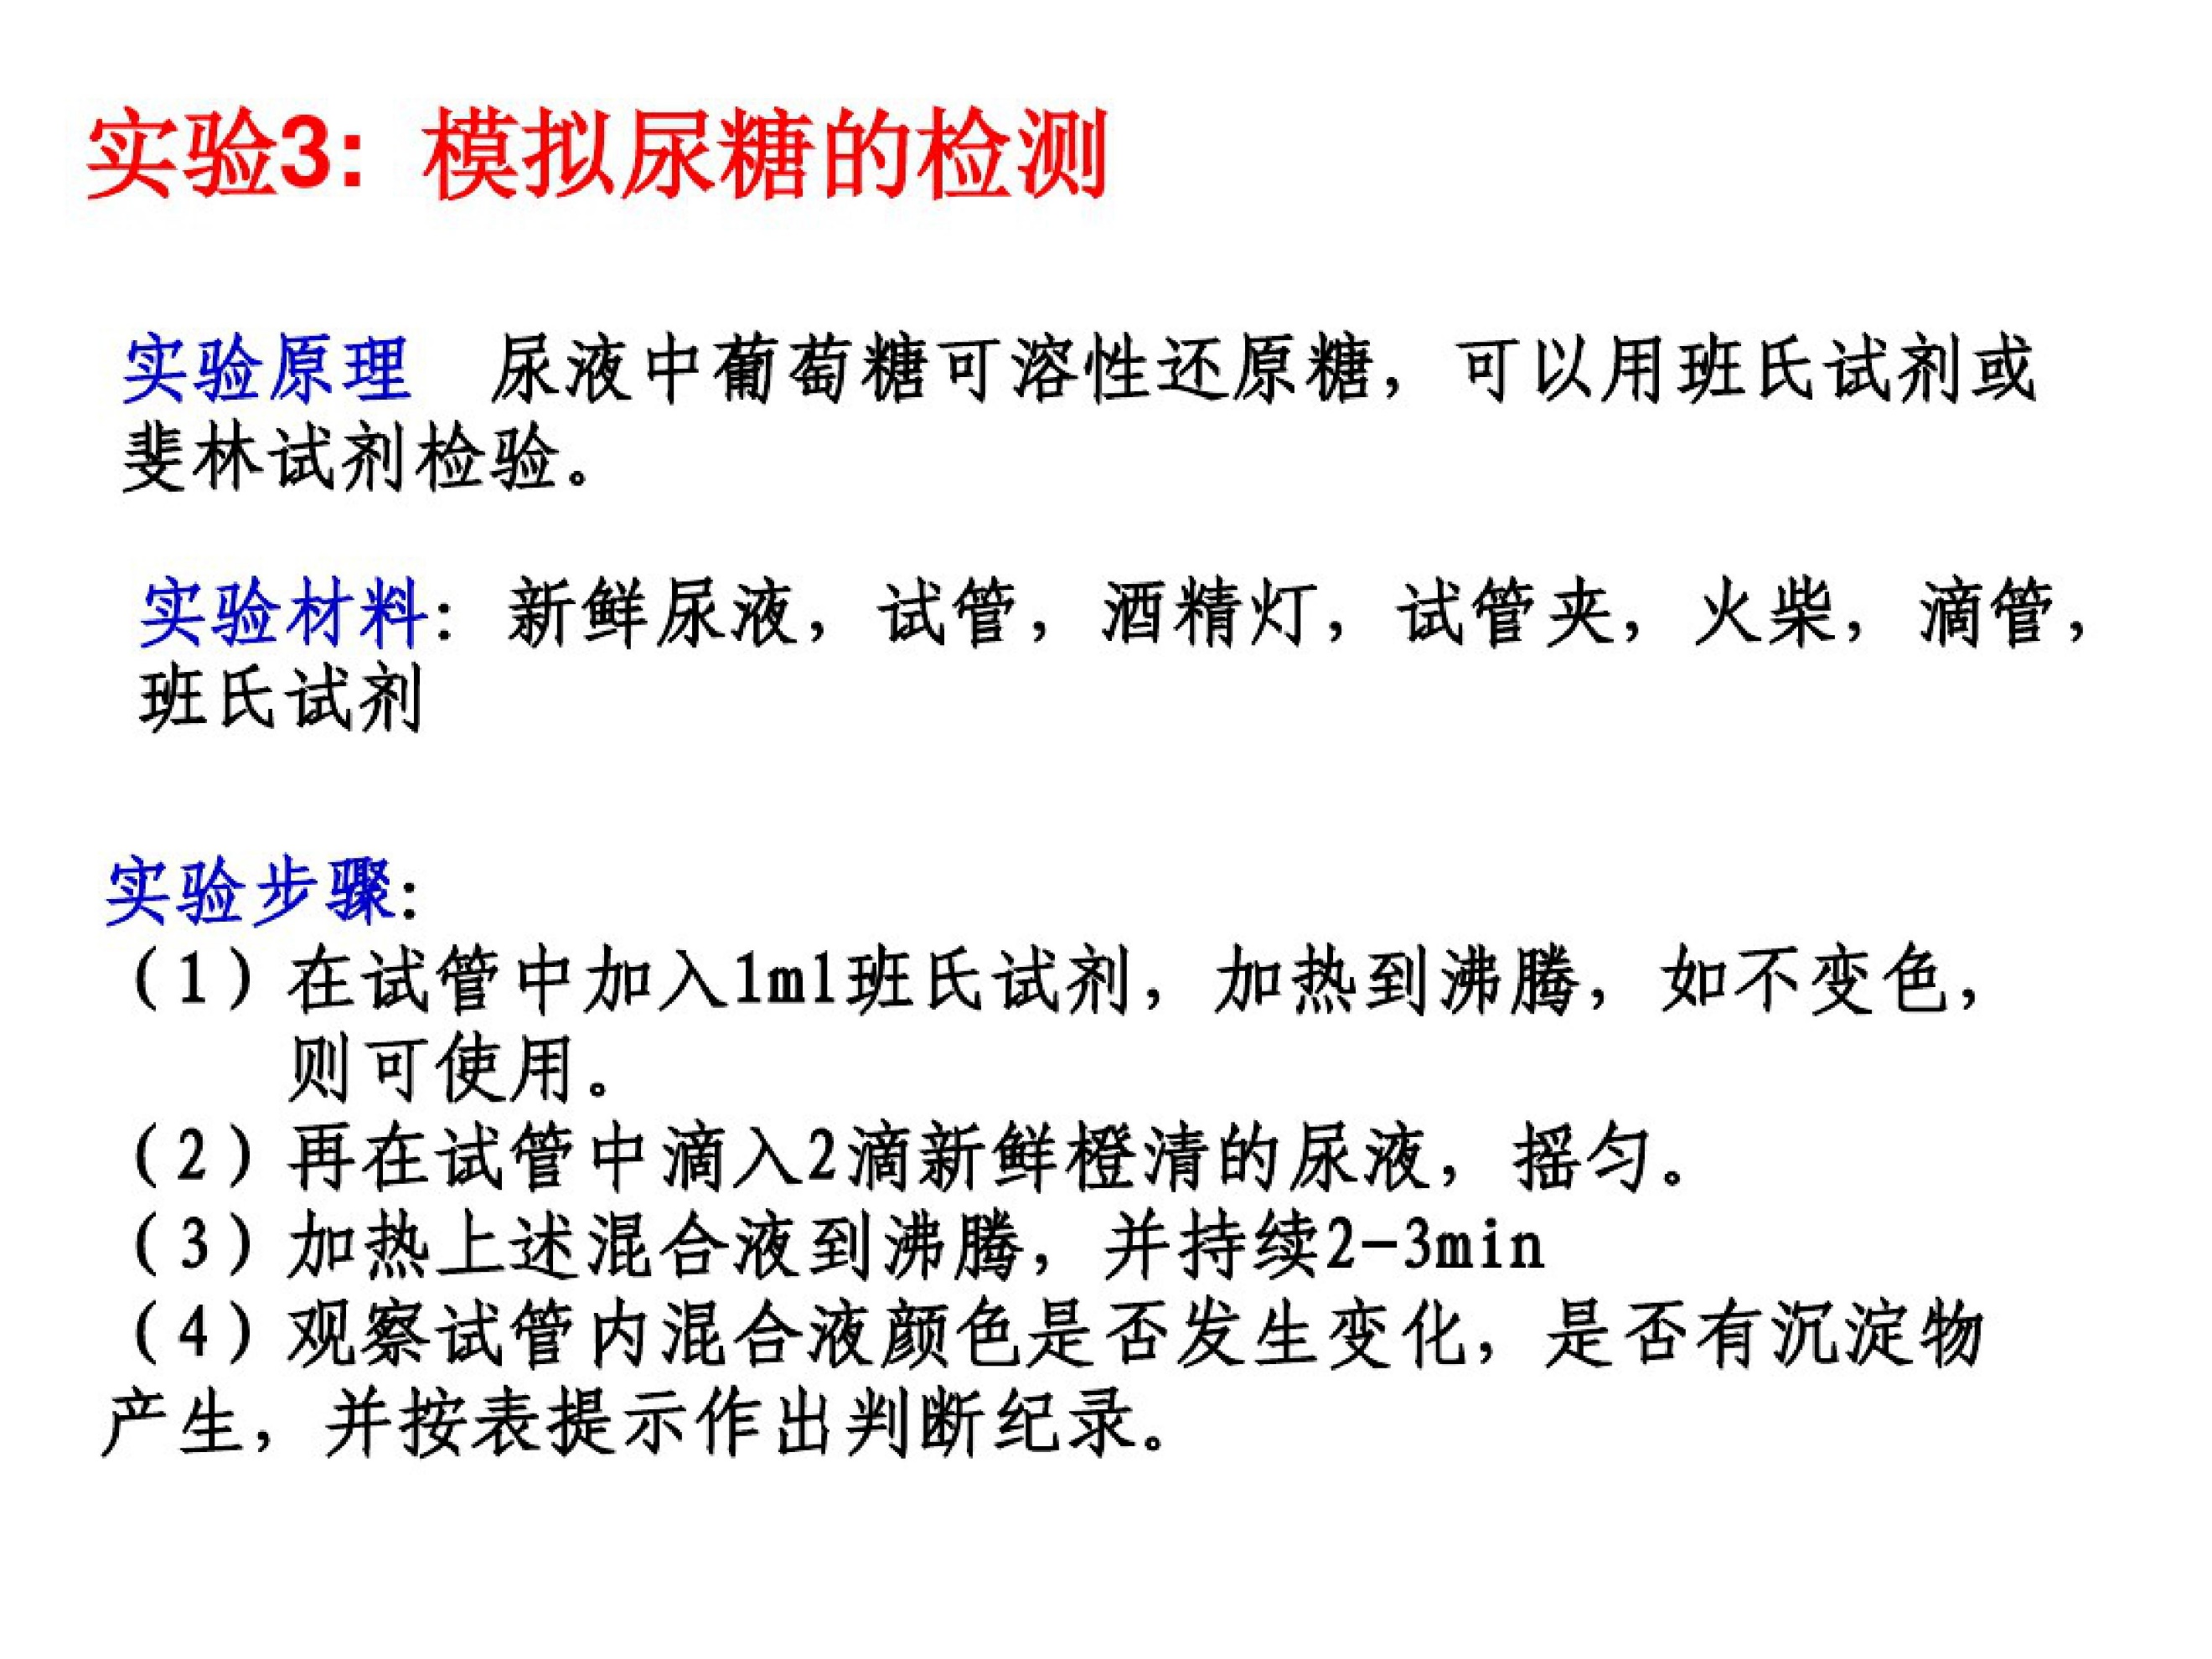 实验3：模拟尿糖的检测
实验原理　尿液中葡萄糖可溶性还原糖，可以用班氏试剂或
斐林试剂检验。
实验材料：新鲜尿液，试管，酒精灯，试管夹，火柴，滴管，
班氏试剂
实验步骤：
（1）在试管中加入1ml班氏试剂，加热到沸腾，如不变色，
则可使用。
（2）再在试管中滴入2滴新鲜橙清的尿液，摇匀。
（3）加热上述混合液到沸腾，并持续2-3min
（4）观察试管内混合液颜色是否发生变化，是否有沉淀物
产生，并按表提示作出判断纪录。